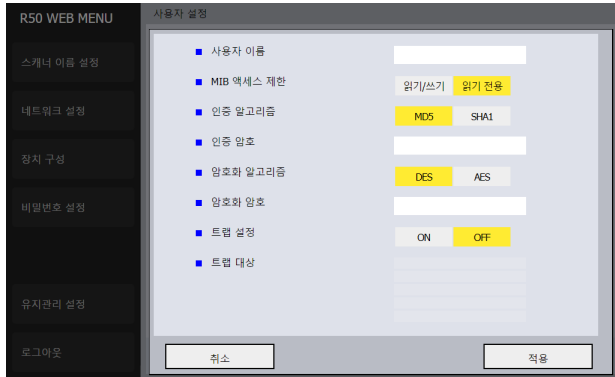 R50 WEB MENU
사용자 설정
스캐너 이름 설정
네트워크 설정
장치 구성
비밀번호 설정
유지관리 설정
로그아웃
사용자 이름
MIB 액세스 제한 읽기/쓰기 읽기 전용
인증 알고리즘 MD5 SHA1
인증 암호
암호화 알고리즘 DES AES
암호화 암호
트랩 설정 ON OFF
트랩 대상
취소 적용